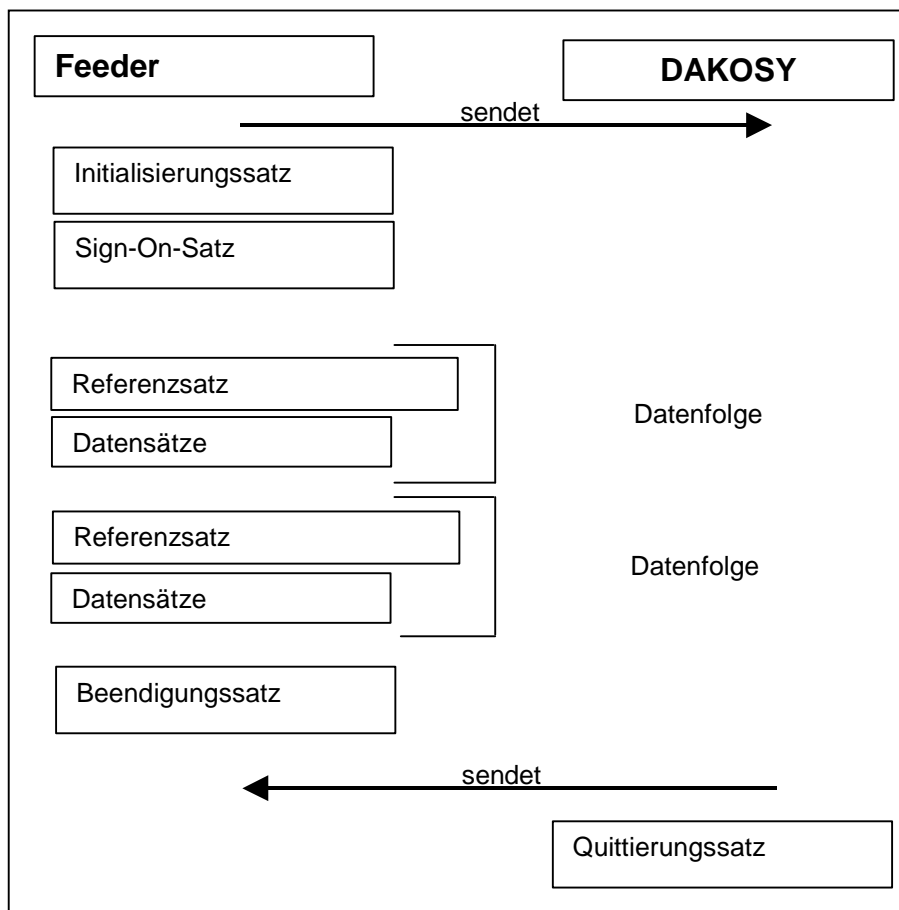 Feeder
DAKOSY
sendet
Initialisierungssatz
Sign-On-Satz
Referenzsatz
Datensätze
Datenfolge
Referenzsatz
Datensätze
Datenfolge
Beendigungssatz
sendet
Quittierungssatz